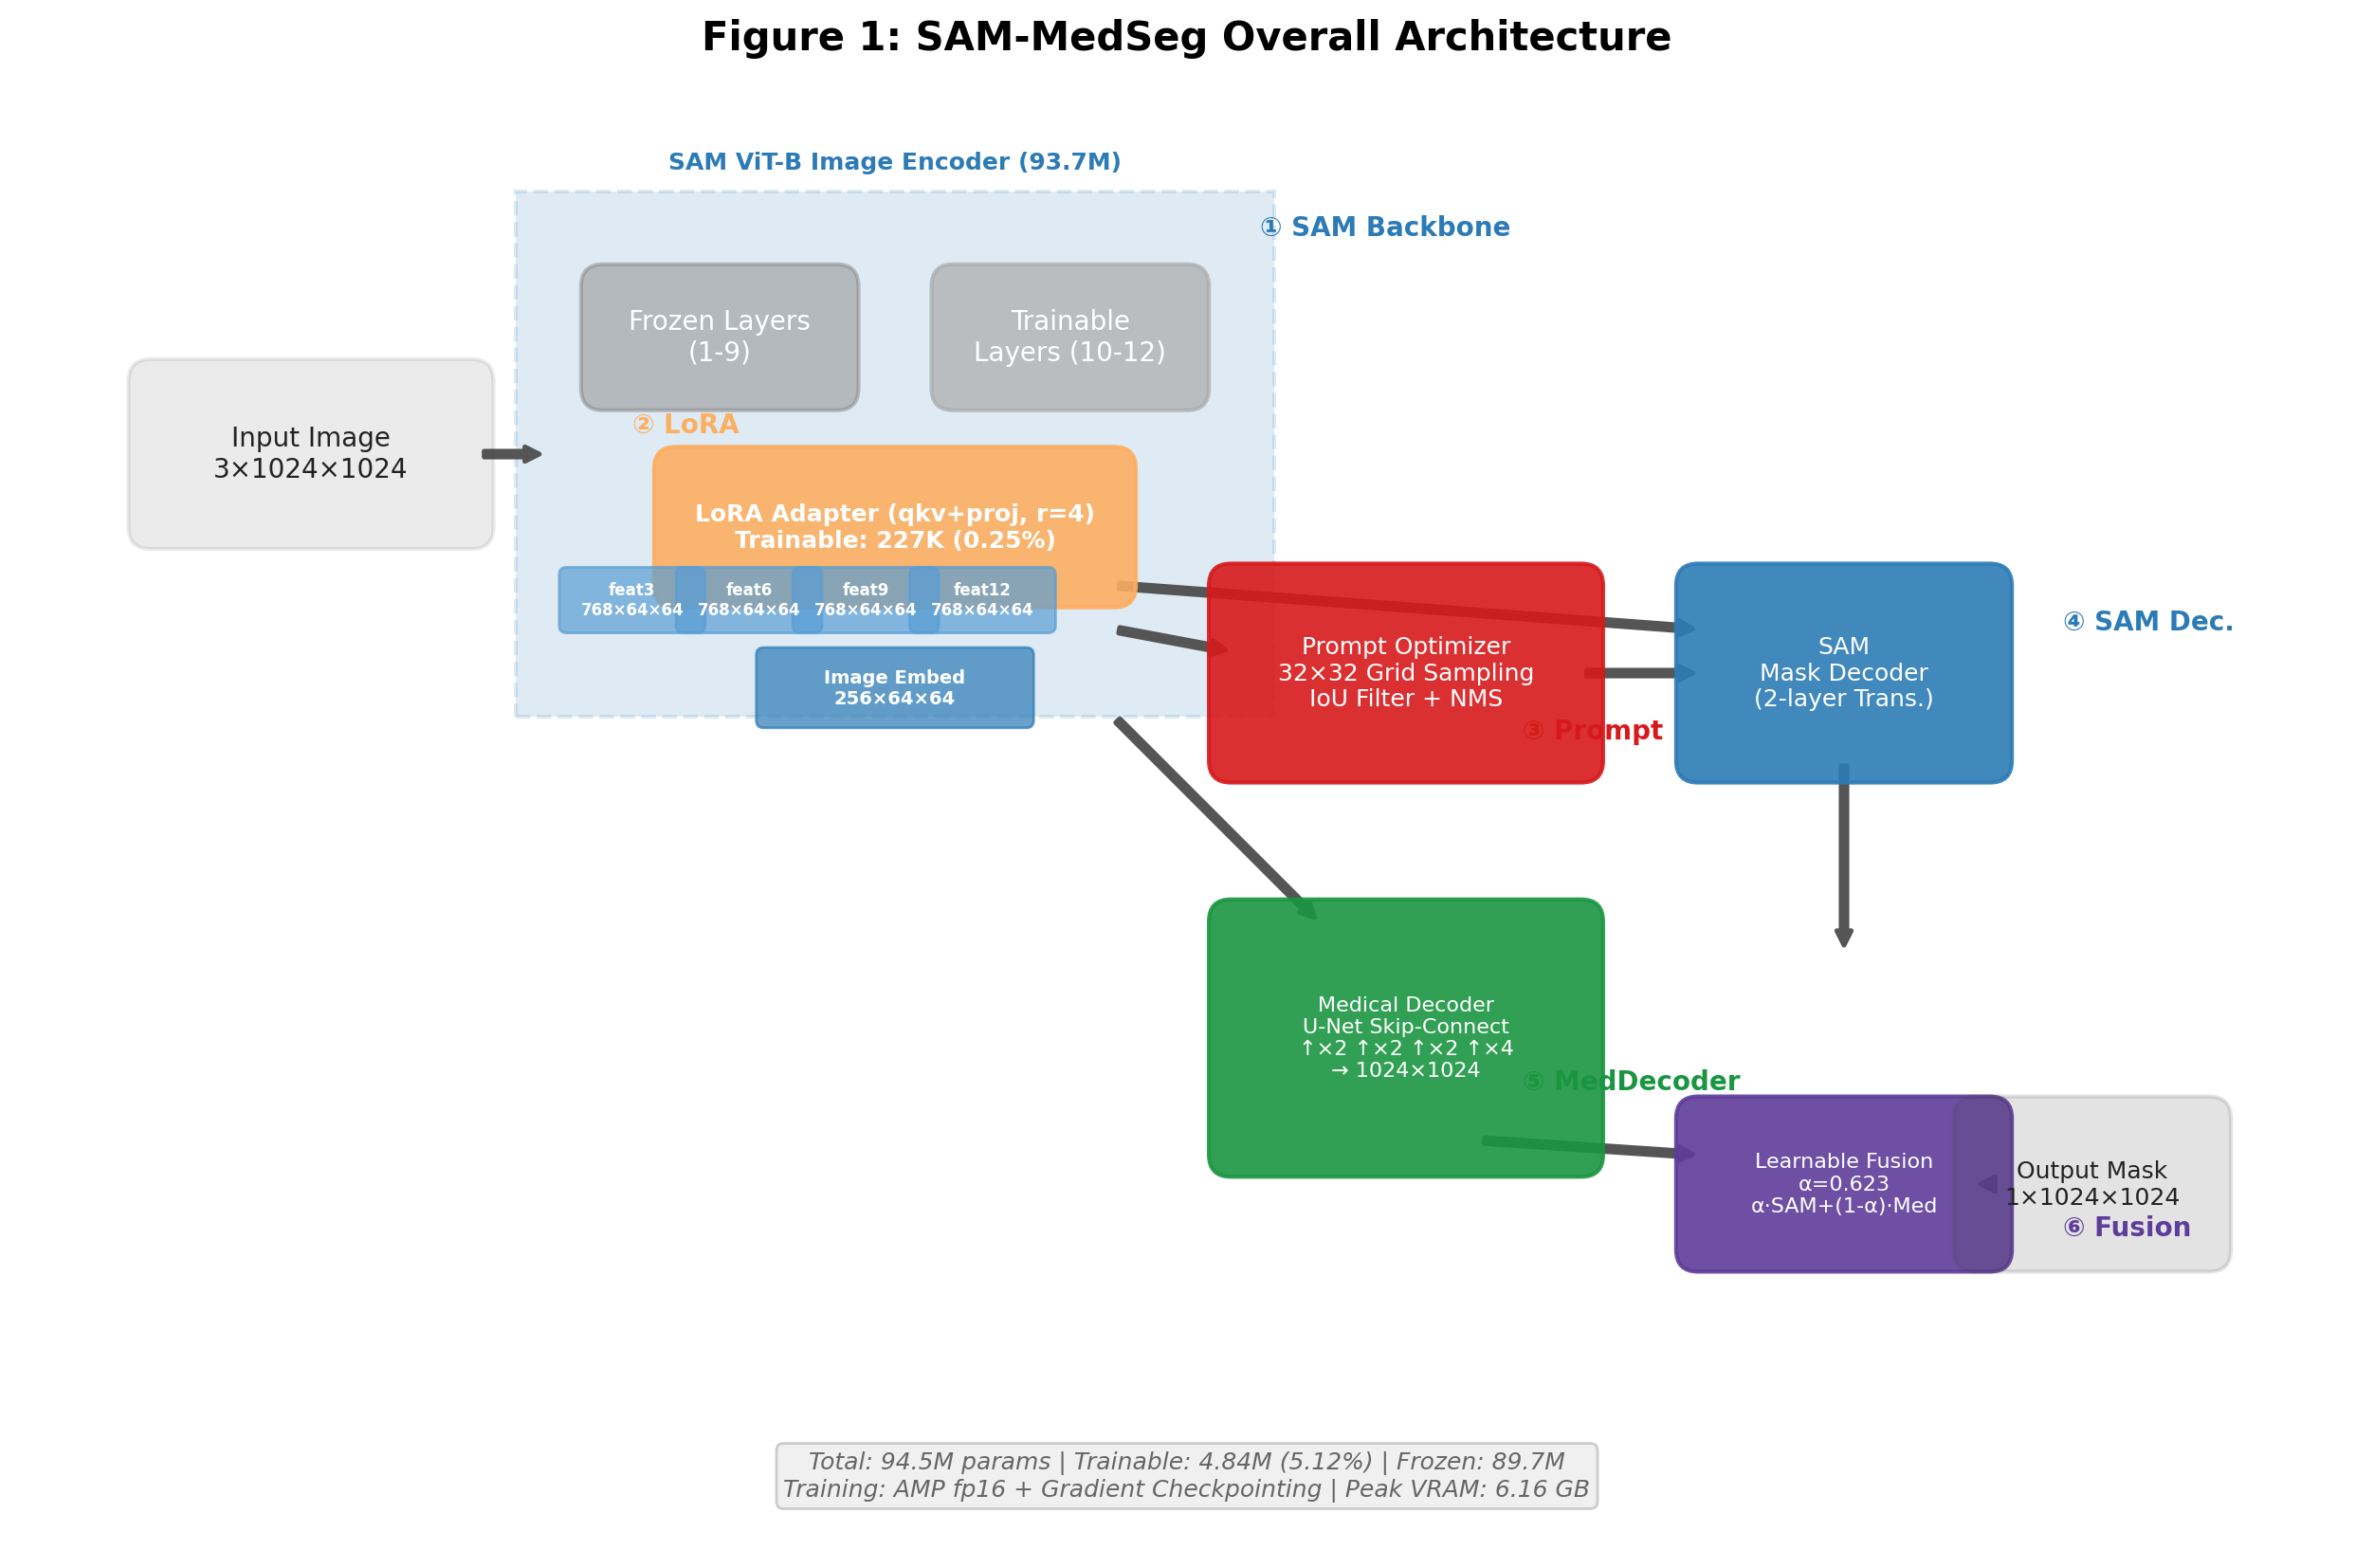 Figure 1: SAM-MedSeg Overall Architecture
SAM ViT-B Image Encoder (93.7M)
① SAM Backbone
Frozen Layers
(1-9)
Trainable
Layers (10-12)
Input Image
3×1024×1024
② LoRA
LoRA Adapter (qkv+proj, r=4)
Trainable: 227K (0.25%)
feat3
768×64×64
feat6
768×64×64
feat9
768×64×64
feat12
768×64×64
Image Embed
256×64×64
Prompt Optimizer
32×32 Grid Sampling
IoU Filter + NMS
③ Prompt
SAM
Mask Decoder
(2-layer Trans.)
④ SAM Dec.
Medical Decoder
U-Net Skip-Connect
↑×2 ↑×2 ↑×2 ↑×4
→ 1024×1024
⑤ MedDecoder
Learnable Fusion
α=0.623
α·SAM+(1-α)·Med
Output Mask
1×1024×1024
⑥ Fusion
Total: 94.5M params | Trainable: 4.84M (5.12%) | Frozen: 89.7M
Training: AMP fp16 + Gradient Checkpointing | Peak VRAM: 6.16 GB